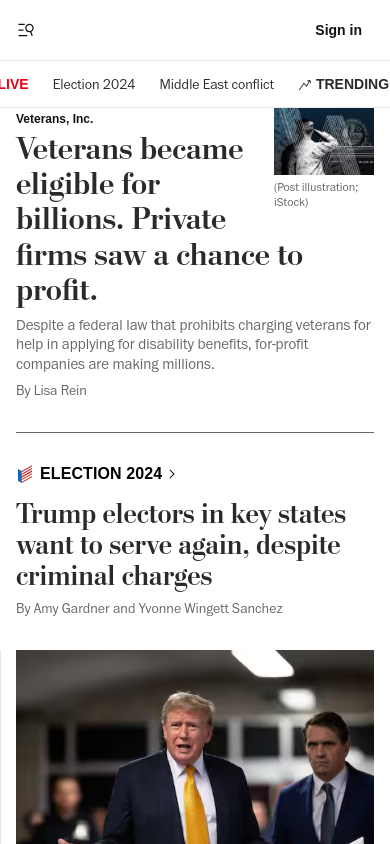 Sign in
LIVE
Election 2024
Middle East conflict
TRENDING
Veterans, Inc.
Veterans became
eligible for
billions. Private
firms saw a chance to
profit.
(Post illustration;
iStock)
Despite a federal law that prohibits charging veterans for
help in applying for disability benefits, for-profit
companies are making millions.
By Lisa Rein
ELECTION 2024
Trump electors in key states
want to serve again, despite
criminal charges
By Amy Gardner and Yvonne Wingett Sanchez